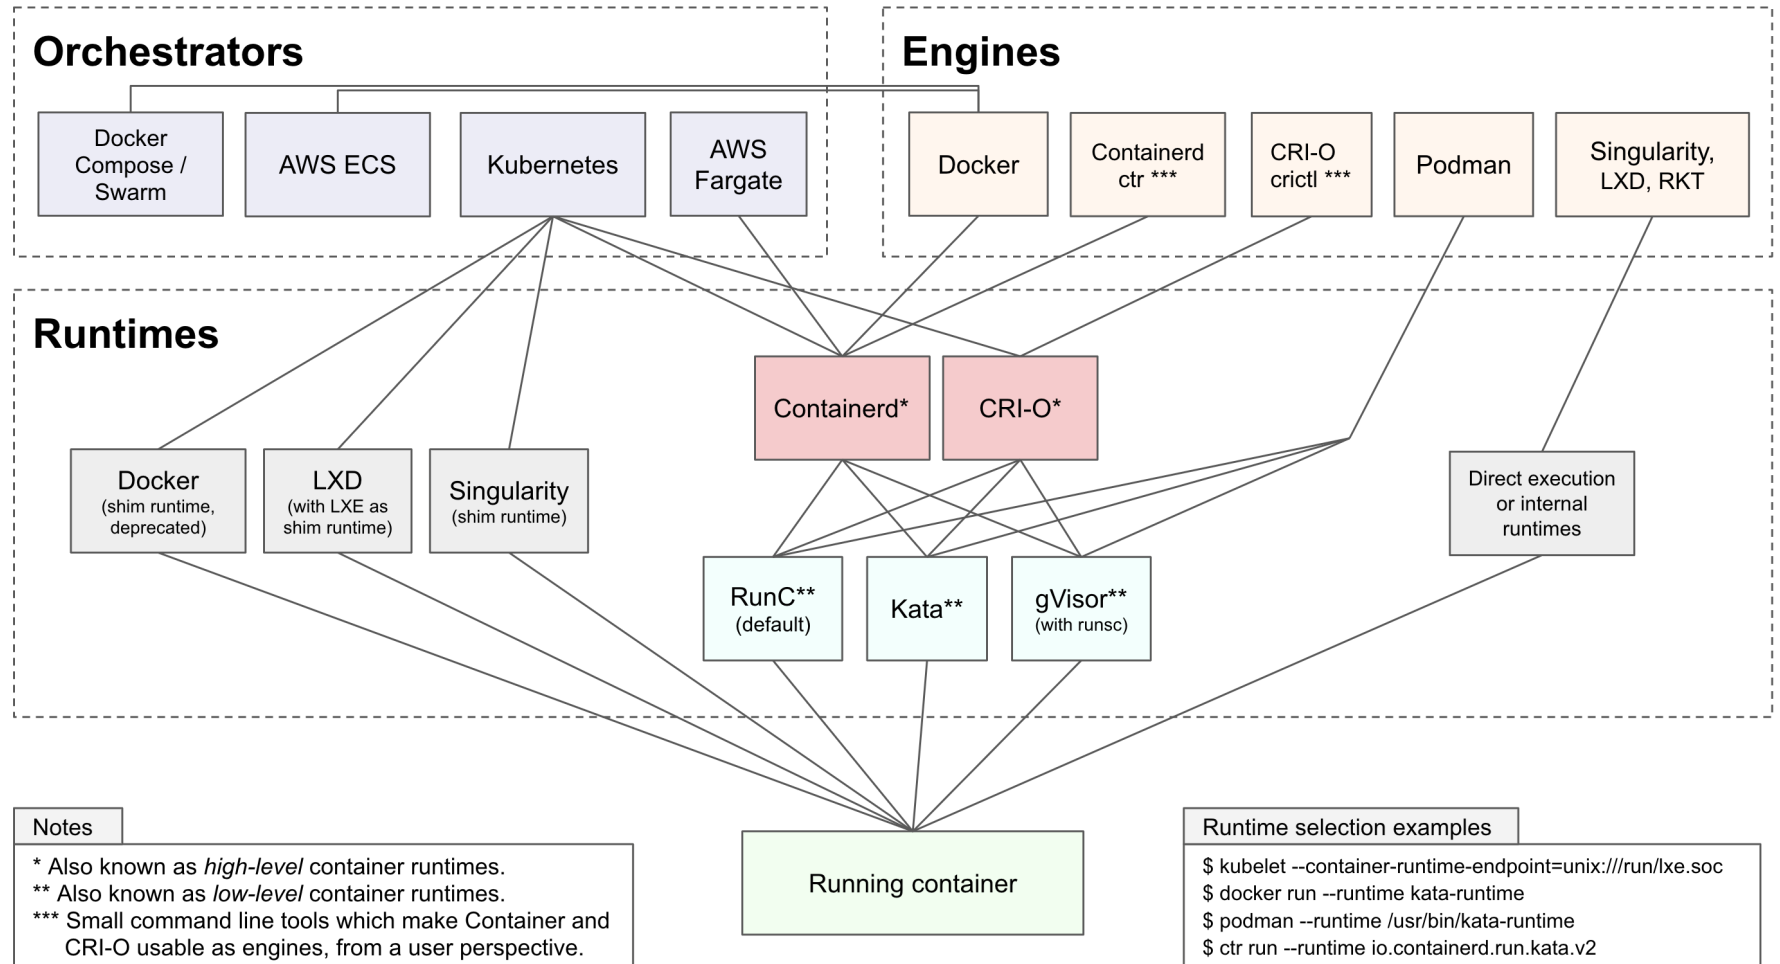 Orchestrators
Docker
Compose /
Swarm
AWS ECS
Kubernetes
AWS
Fargate
Engines
Docker
Containerd
ctr ***
CRI-O
crictl ***
Podman
Singularity,
LXD, RKT
Runtimes
Containerd*
CRI-O*
Docker
(shim runtime,
deprecated)
LXD
(with LXE as
shim runtime)
Singularity
(shim runtime)
Direct execution
or internal
runtimes
RunC**
(default)
Kata**
gVisor**
(with runsc)
Running container
Notes
* Also known as high-level container runtimes.
** Also known as low-level container runtimes.
*** Small command line tools which make Container and
CRI-O usable as engines, from a user perspective.
Runtime selection examples
$ kubelet --container-runtime-endpoint=unix:///run/lxe.soc
$ docker run --runtime kata-runtime
$ podman --runtime /usr/bin/kata-runtime
$ ctr run --runtime io.containerd.run.kata.v2